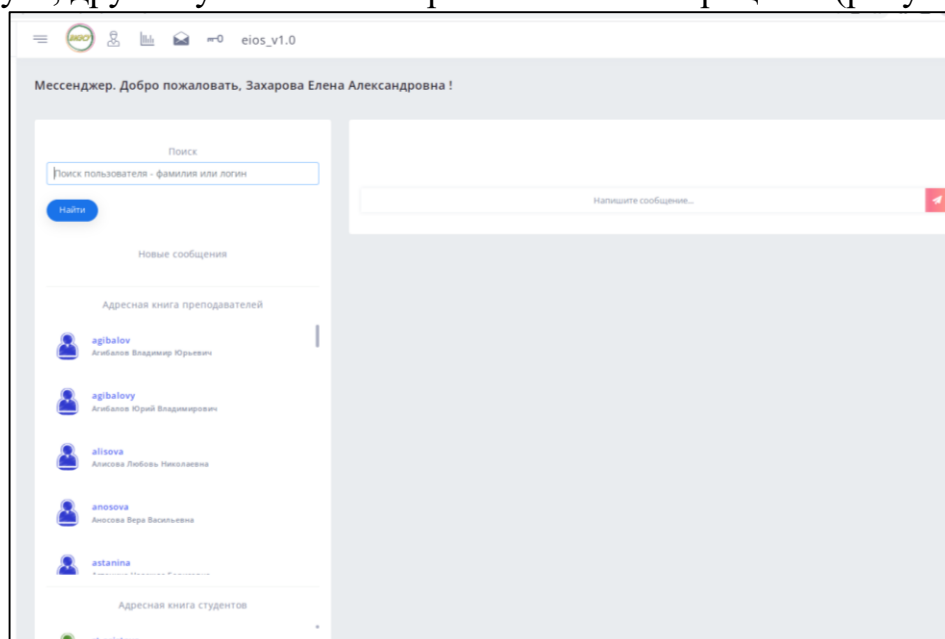 eios_v1.0
Мессенджер. Добро пожаловать, Захарова Елена Александровна !
Поиск
Поиск пользователя - фамилия или логин
Найти
Новые сообщения
Адресная книга преподавателей
agibalov
Агибалов Владимир Юрьевич
agibalovy
Агибалов Юрий Владимирович
alisova
Алисова Любовь Николаевна
anosova
Аносова Вера Васильевна
astanina
Адресная книга студентов
Напишите сообщение...